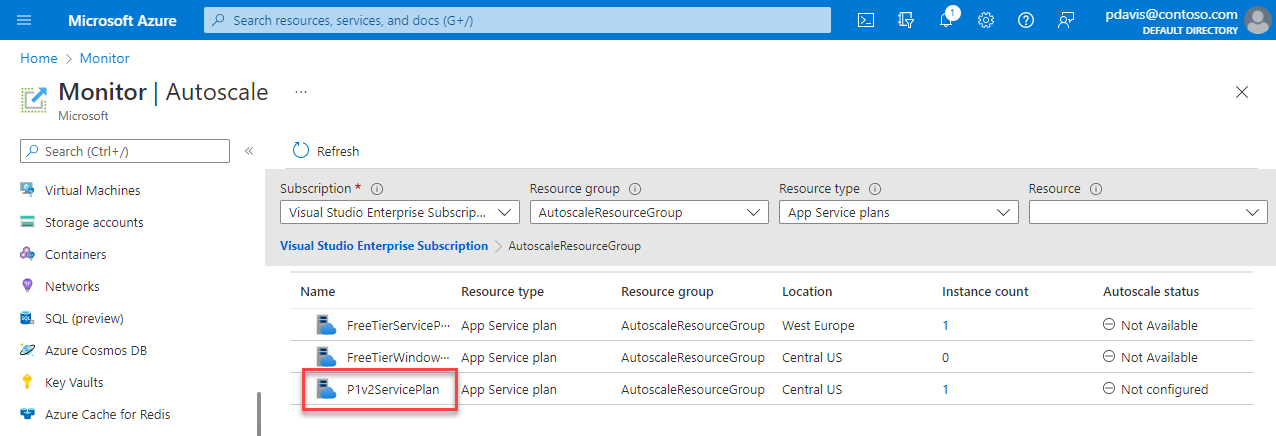 Microsoft Azure
Search resources, services, and docs (G+/)
1
pdavis@contoso.com
DEFAULT DIRECTORY
Home > Monitor
Monitor | Autoscale ...
Microsoft
Search (Ctrl+/) «
Refresh
Virtual Machines
Storage accounts
Containers
Networks
SQL (preview)
Azure Cosmos DB
Key Vaults
Azure Cache for Redis
Subscription * Resource group Resource type Resource
Visual Studio Enterprise Subscrip... AutoscaleResourceGroup App Service plans
Visual Studio Enterprise Subscription > AutoscaleResourceGroup
Name Resource type Resource group Location Instance count Autoscale status
FreeTierServiceP··· App Service plan AutoscaleResourceGroup West Europe 1 Not Available
FreeTierWindow··· App Service plan AutoscaleResourceGroup Central US 0 Not Available
P1v2ServicePlan App Service plan AutoscaleResourceGroup Central US 1 Not configured